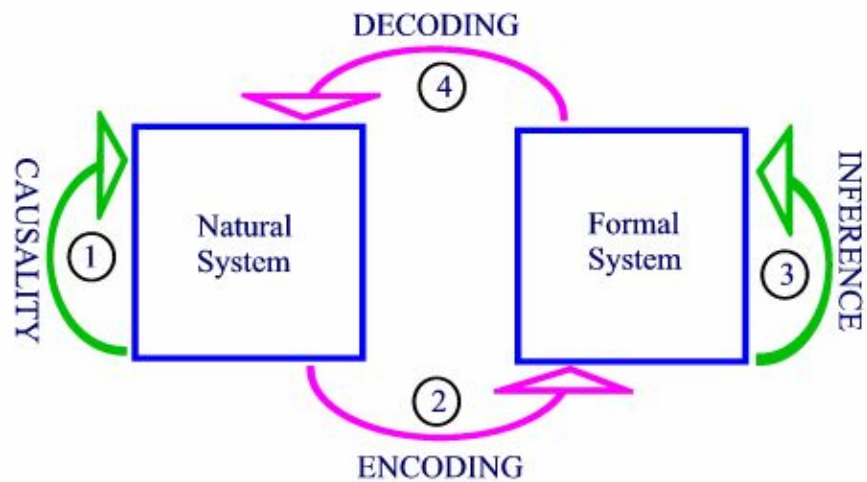 DECODING
4
CAUSALITY
1
Natural
System
Formal
System
3
INFERENCE
2
ENCODING